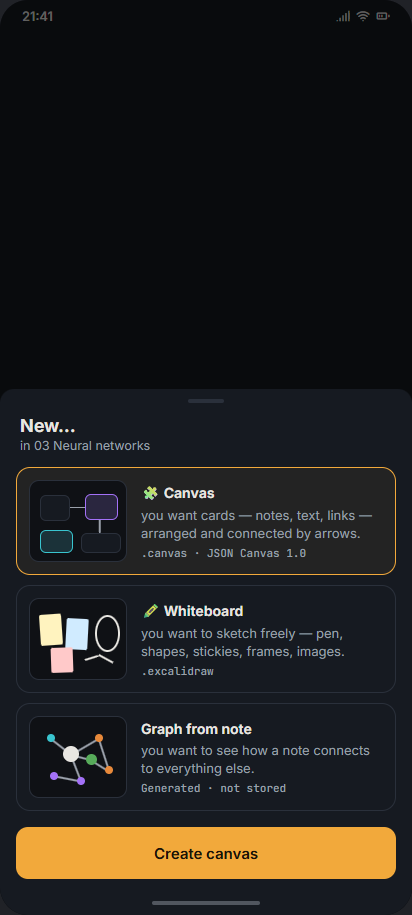 21:41
New...
in 03 Neural networks
Canvas
you want cards — notes, text, links —
arranged and connected by arrows.
.canvas · JSON Canvas 1.0
Whiteboard
you want to sketch freely — pen,
shapes, stickies, frames, images.
.excalidraw
Graph from note
you want to see how a note connects
to everything else.
Generated · not stored
Create canvas